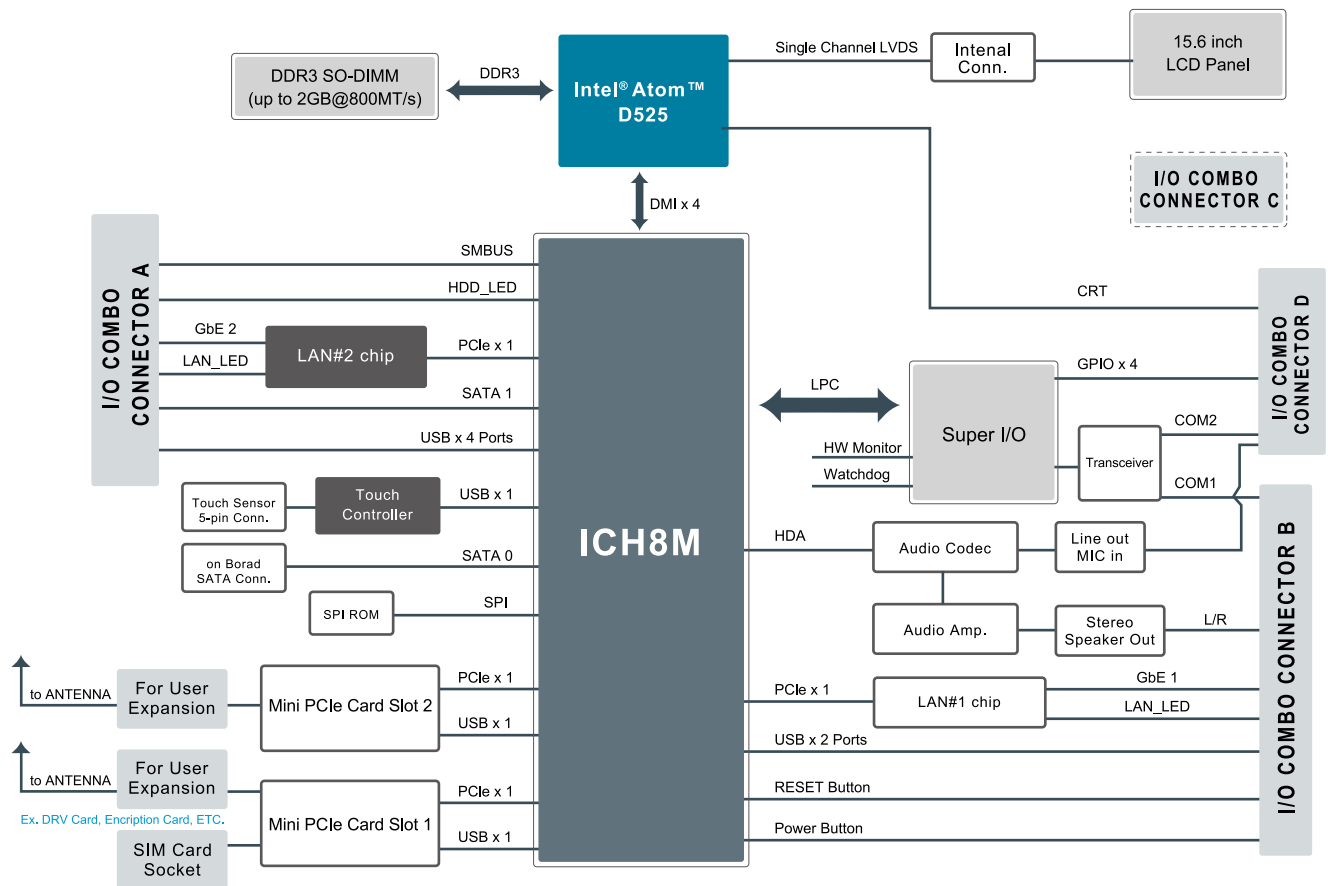 DDR3 SO-DIMM
(up to 2GB@800MT/s)
DDR3
Intel® Atom™
D525
Single Channel LVDS
Intenal
Conn.
15.6 inch
LCD Panel
I/O COMBO
CONNECTOR C
DMI x 4
I/O COMBO
CONNECTOR A
SMBUS
HDD_LED
GbE 2
LAN_LED
LAN#2 chip
PCIe x 1
SATA 1
USB x 4 Ports
Touch Sensor
5-pin Conn.
Touch
Controller
USB x 1
on Borad
SATA Conn.
SATA 0
SPI ROM
SPI
to ANTENNA
For User
Expansion
Mini PCIe Card Slot 2
PCIe x 1
USB x 1
to ANTENNA
For User
Expansion
Ex. DRV Card, Encription Card, ETC.
SIM Card
Socket
Mini PCIe Card Slot 1
PCIe x 1
USB x 1
ICH8M
CRT
I/O COMBO
CONNECTOR D
LPC
Super I/O
GPIO x 4
HW Monitor
Watchdog
Transceiver
COM2
COM1
HDA
Audio Codec
Line out
MIC in
Audio Amp.
Stereo
Speaker Out
L/R
PCIe x 1
LAN#1 chip
GbE 1
LAN_LED
USB x 2 Ports
RESET Button
Power Button
I/O COMBO CONNECTOR B